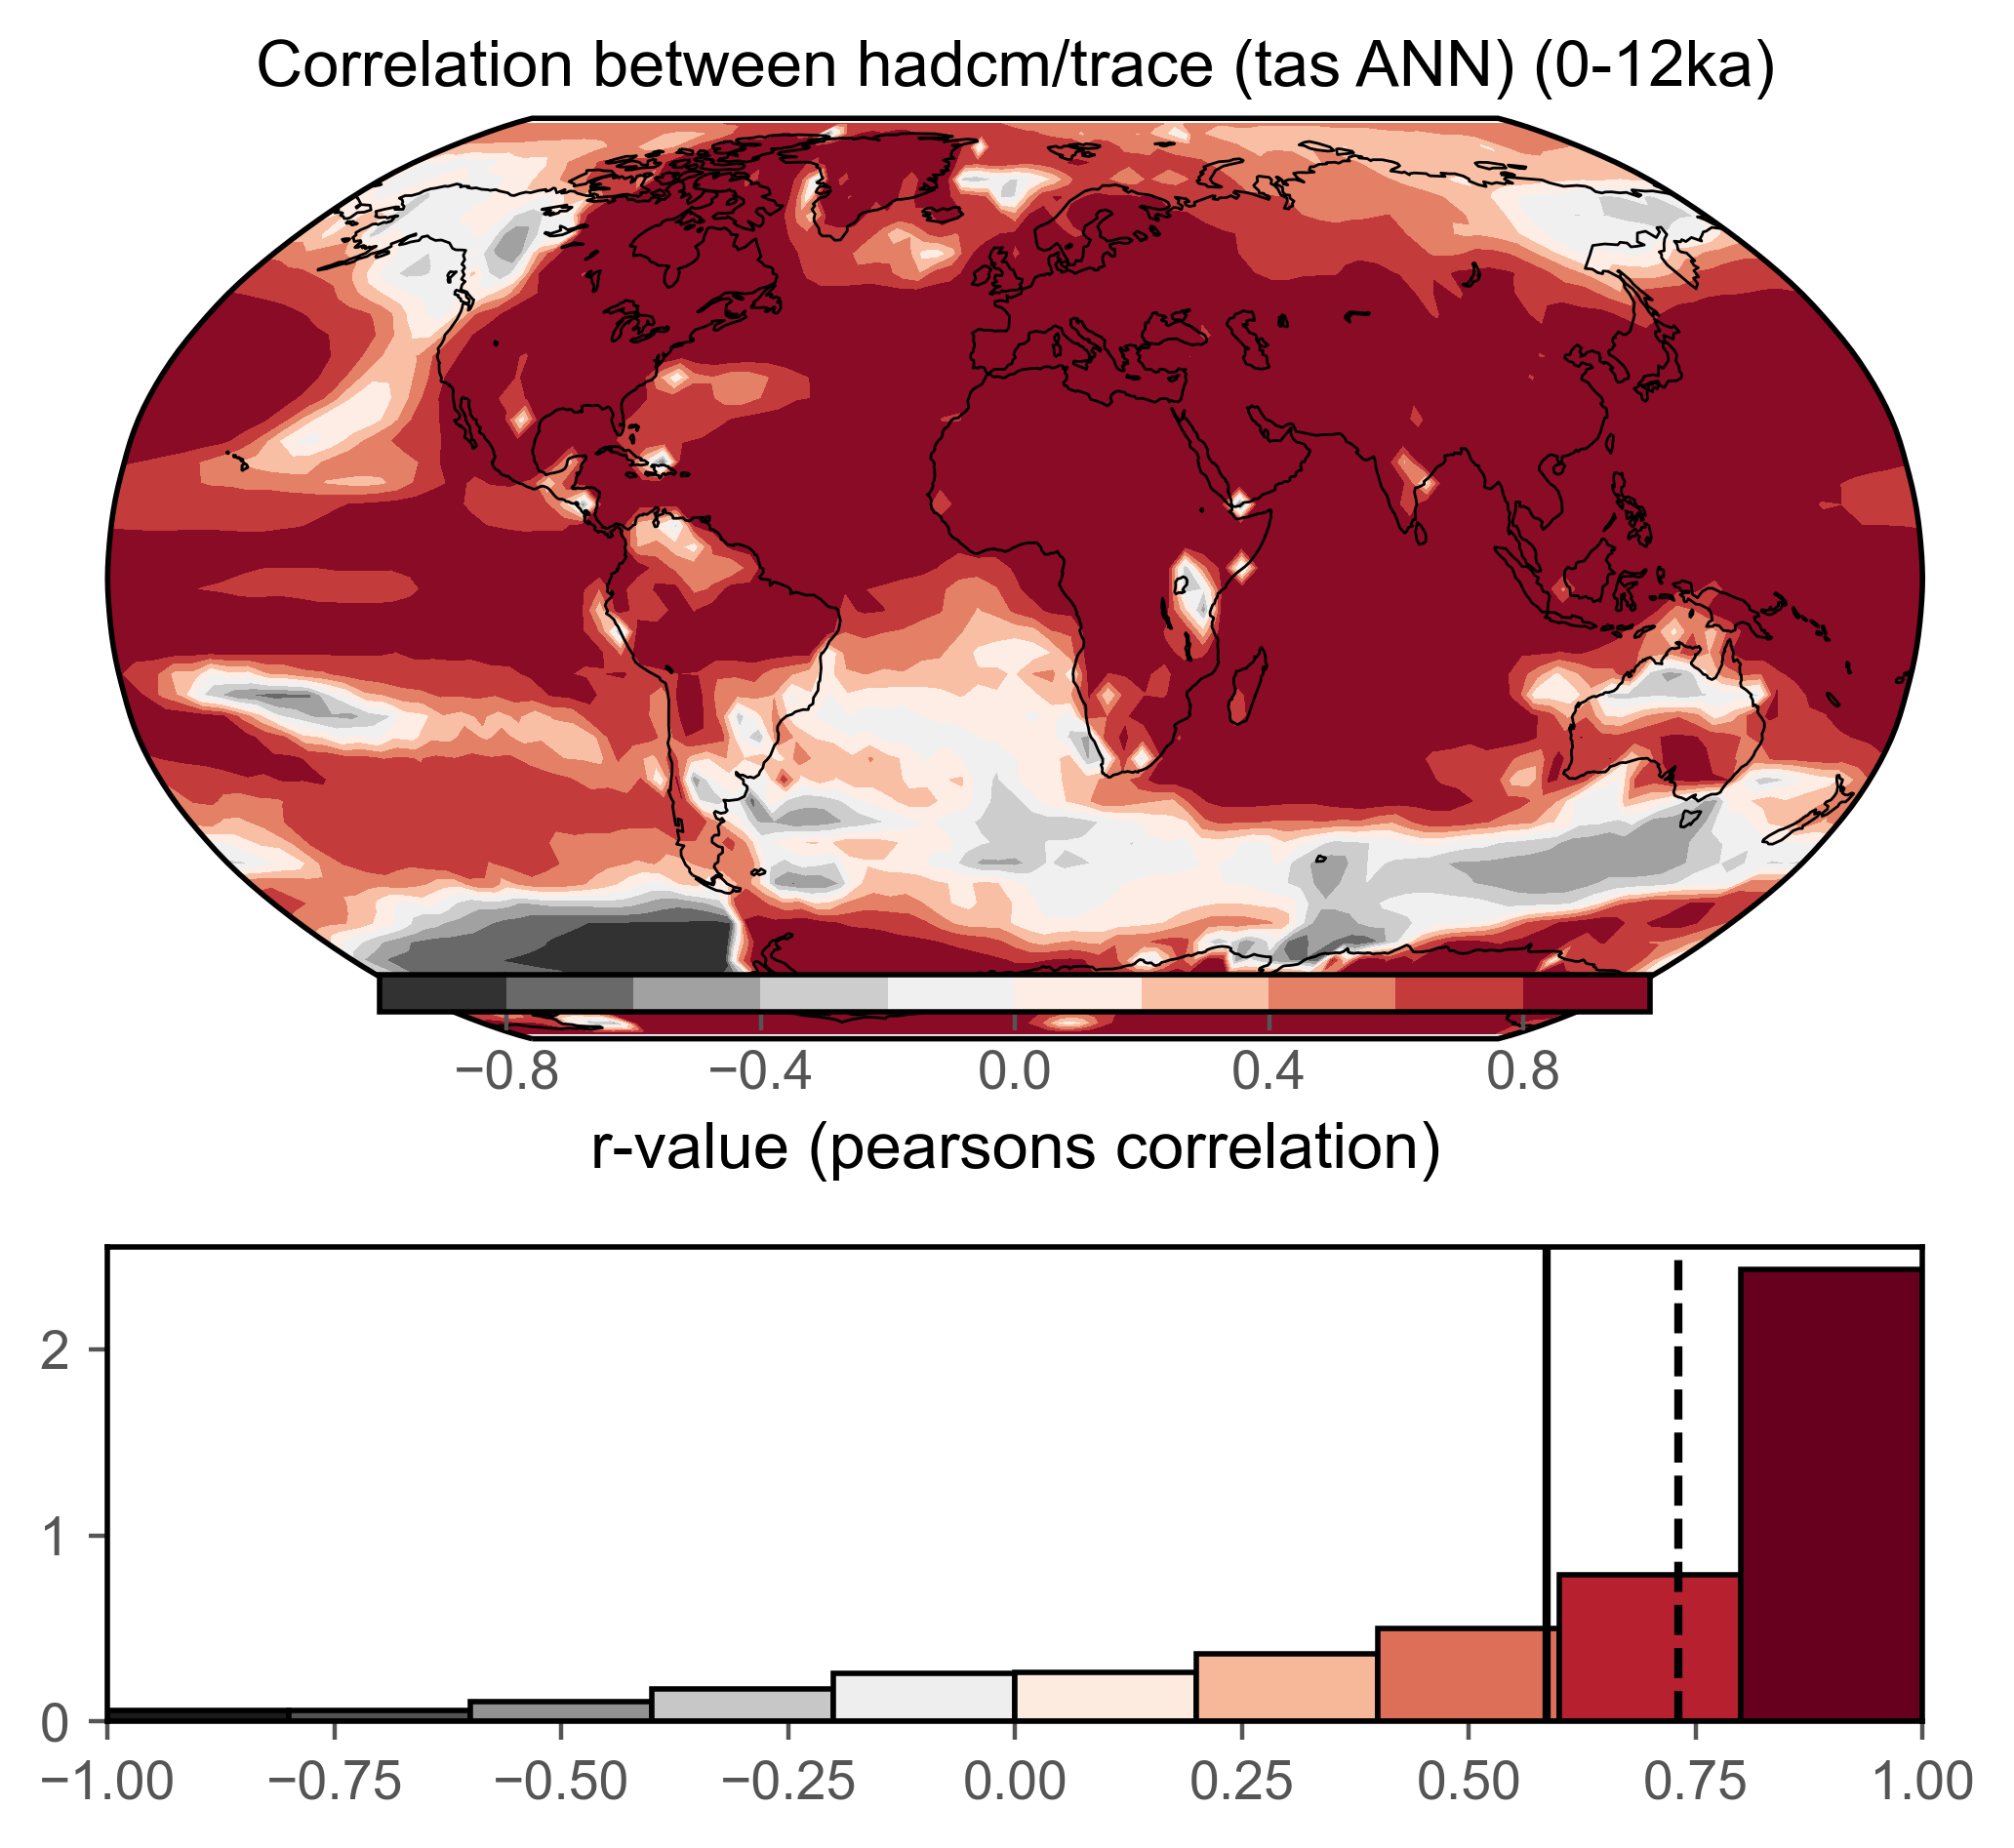 Correlation between hadcm/trace (tas ANN) (0-12ka)
−0.8 −0.4 0.0 0.4 0.8
r-value (pearsons correlation)
2
1
0
−1.00 −0.75 −0.50 −0.25 0.00 0.25 0.50 0.75 1.00